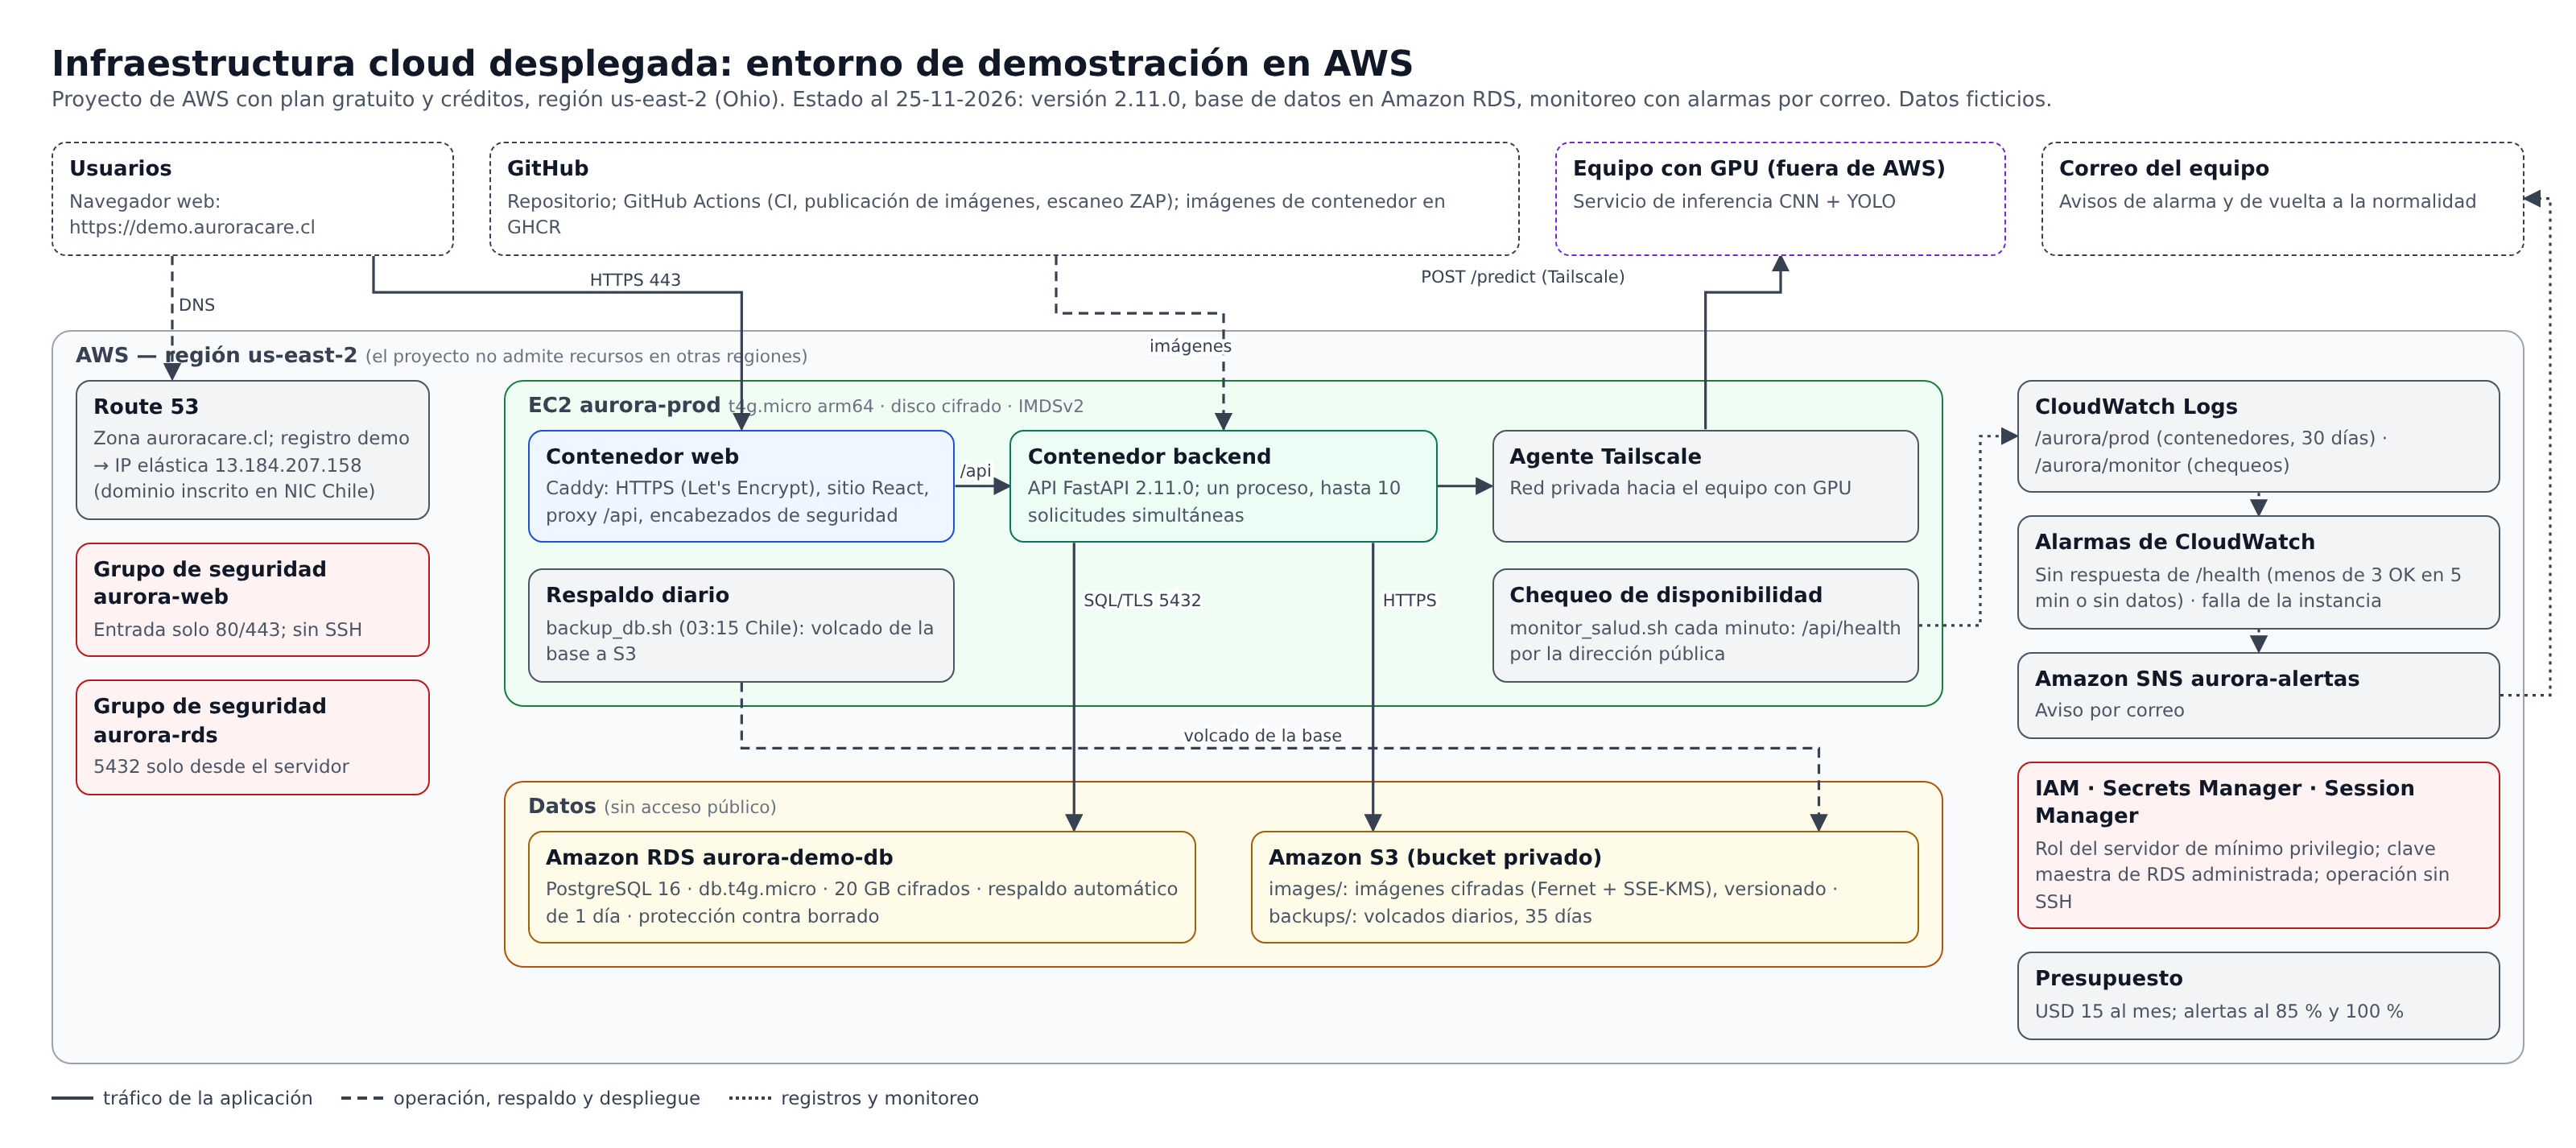 Infraestructura cloud desplegada: entorno de demostración en AWS
Proyecto de AWS con plan gratuito y créditos, región us-east-2 (Ohio). Estado al 25-11-2026: versión 2.11.0, base de datos en Amazon RDS, monitoreo con alarmas por correo. Datos ficticios.
Usuarios
Navegador web:
https://demo.auroracare.cl
GitHub
Repositorio; GitHub Actions (CI, publicación de imágenes, escaneo ZAP); imágenes de contenedor en
GHCR
Equipo con GPU (fuera de AWS)
Servicio de inferencia CNN + YOLO
Correo del equipo
Avisos de alarma y de vuelta a la normalidad
HTTPS 443
POST /predict (Tailscale)
DNS
imágenes
AWS — región us-east-2 (el proyecto no admite recursos en otras regiones)
Route 53
Zona auroracare.cl; registro demo
→ IP elástica 13.184.207.158
(dominio inscrito en NIC Chile)
Grupo de seguridad
aurora-web
Entrada solo 80/443; sin SSH
Grupo de seguridad
aurora-rds
5432 solo desde el servidor
EC2 aurora-prod t4g.micro arm64 · disco cifrado · IMDSv2
Contenedor web
Caddy: HTTPS (Let's Encrypt), sitio React,
proxy /api, encabezados de seguridad
/api
Contenedor backend
API FastAPI 2.11.0; un proceso, hasta 10
solicitudes simultáneas
Agente Tailscale
Red privada hacia el equipo con GPU
Respaldo diario
backup_db.sh (03:15 Chile): volcado de la
base a S3
SQL/TLS 5432
HTTPS
Chequeo de disponibilidad
monitor_salud.sh cada minuto: /api/health
por la dirección pública
volcado de la base
Datos (sin acceso público)
Amazon RDS aurora-demo-db
PostgreSQL 16 · db.t4g.micro · 20 GB cifrados · respaldo automático
de 1 día · protección contra borrado
Amazon S3 (bucket privado)
images/: imágenes cifradas (Fernet + SSE-KMS), versionado ·
backups/: volcados diarios, 35 días
CloudWatch Logs
/aurora/prod (contenedores, 30 días) ·
/aurora/monitor (chequeos)
Alarmas de CloudWatch
Sin respuesta de /health (menos de 3 OK en 5
min o sin datos) · falla de la instancia
Amazon SNS aurora-alertas
Aviso por correo
IAM · Secrets Manager · Session
Manager
Rol del servidor de mínimo privilegio; clave
maestra de RDS administrada; operación sin
SSH
Presupuesto
USD 15 al mes; alertas al 85 % y 100 %
tráfico de la aplicación
operación, respaldo y despliegue
registros y monitoreo